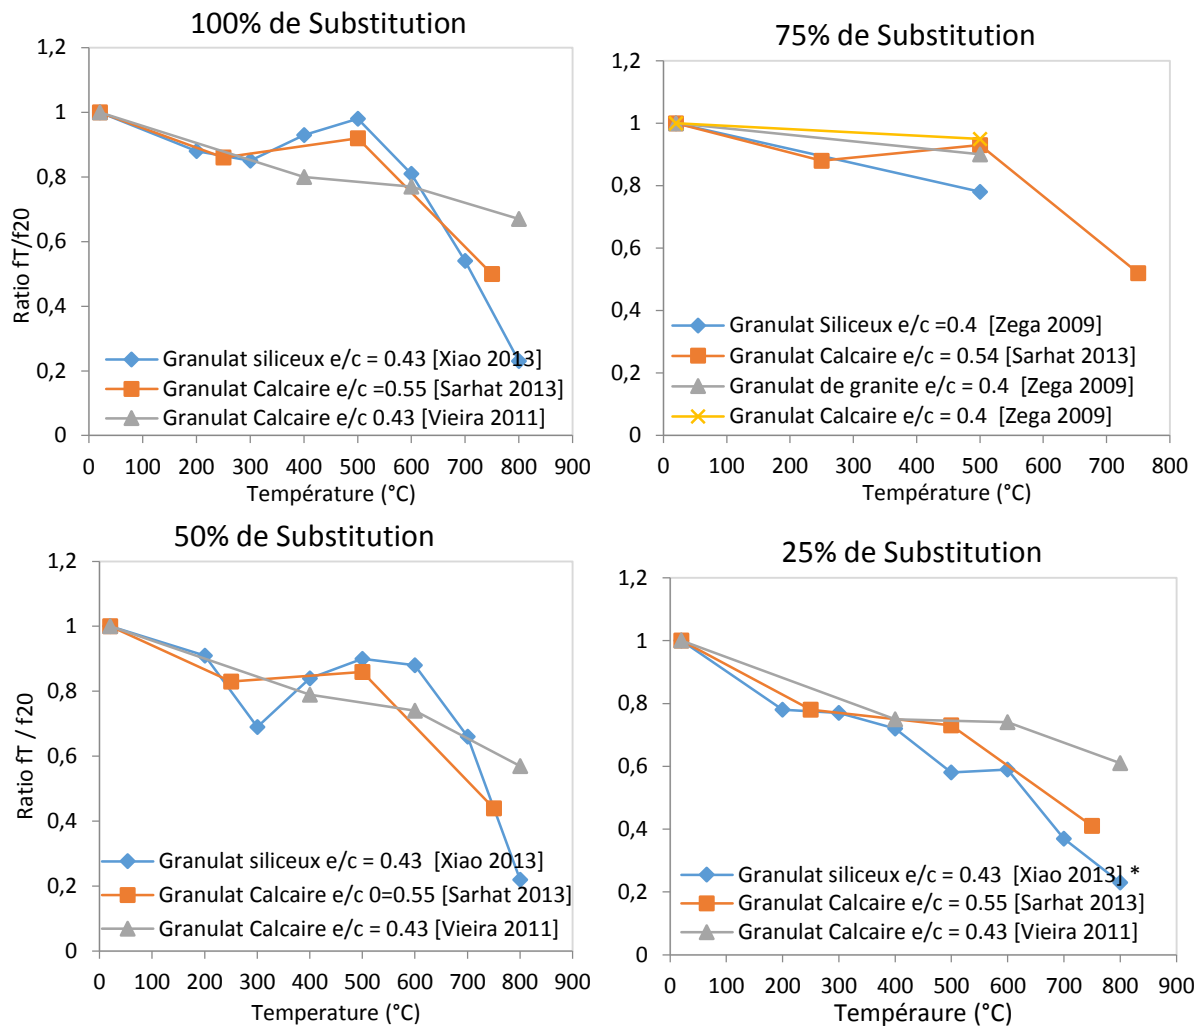 100% de Substitution
1,2
1
0,8
0,6
0,4
0,2
0
Ratio fT/f20
Granulat siliceux e/c = 0.43 [Xiao 2013]
Granulat Calcaire e/c =0.55 [Sarhat 2013]
Granulat Calcaire e/c 0.43 [Vieira 2011]
0 100 200 300 400 500 600 700 800 900
Température (°C)
75% de Substitution
1,2
1
0,8
0,6
0,4
0,2
0
Granulat Siliceux e/c =0.4 [Zega 2009]
Granulat Calcaire e/c = 0.54 [Sarhat 2013]
Granulat de granite e/c = 0.4 [Zega 2009]
Granulat Calcaire e/c = 0.4 [Zega 2009]
0 100 200 300 400 500 600 700 800
Température (°C)
50% de Substitution
1,2
1
0,8
0,6
0,4
0,2
0
Ratio fT / f20
Granulat siliceux e/c = 0.43 [Xiao 2013]
Granulat Calcaire e/c 0=0.55 [Sarhat 2013]
Granulat Calcaire e/c = 0.43 [Vieira 2011]
0 100 200 300 400 500 600 700 800 900
Temperature (°C)
25% de Substitution
1,2
1
0,8
0,6
0,4
0,2
0
Granulat siliceux e/c = 0.43 [Xiao 2013] *
Granulat Calcaire e/c = 0.55 [Sarhat 2013]
Granulat Calcaire e/c = 0.43 [Vieira 2011]
0 100 200 300 400 500 600 700 800 900
Tempéraure (°C)